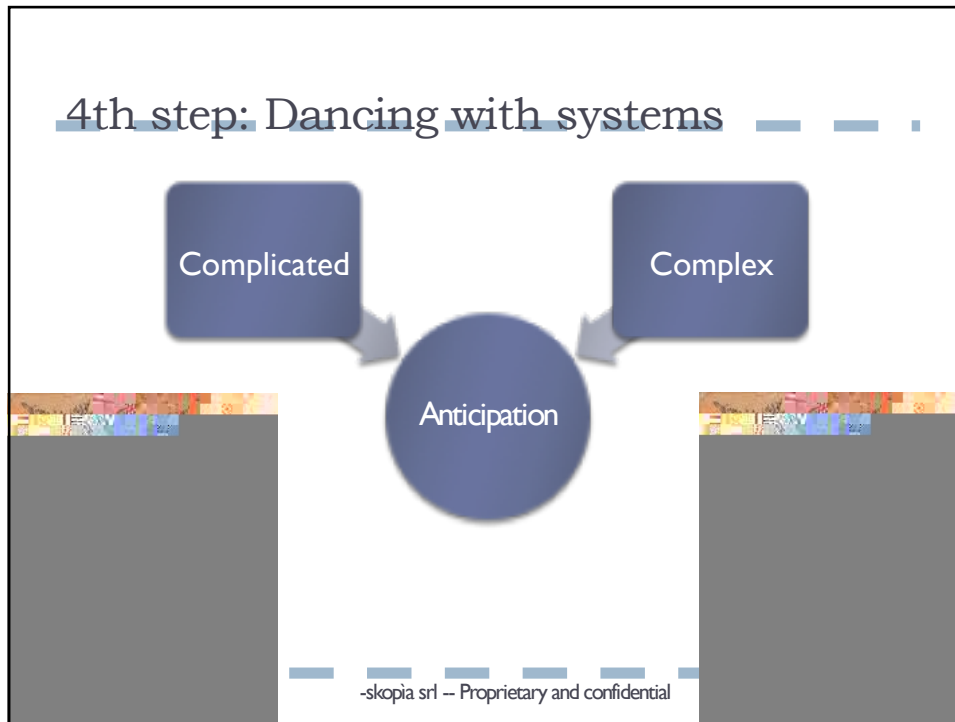 4th step: Dancing with systems
Complicated
Complex
Anticipation
-skopìa srl -- Proprietary and confidential